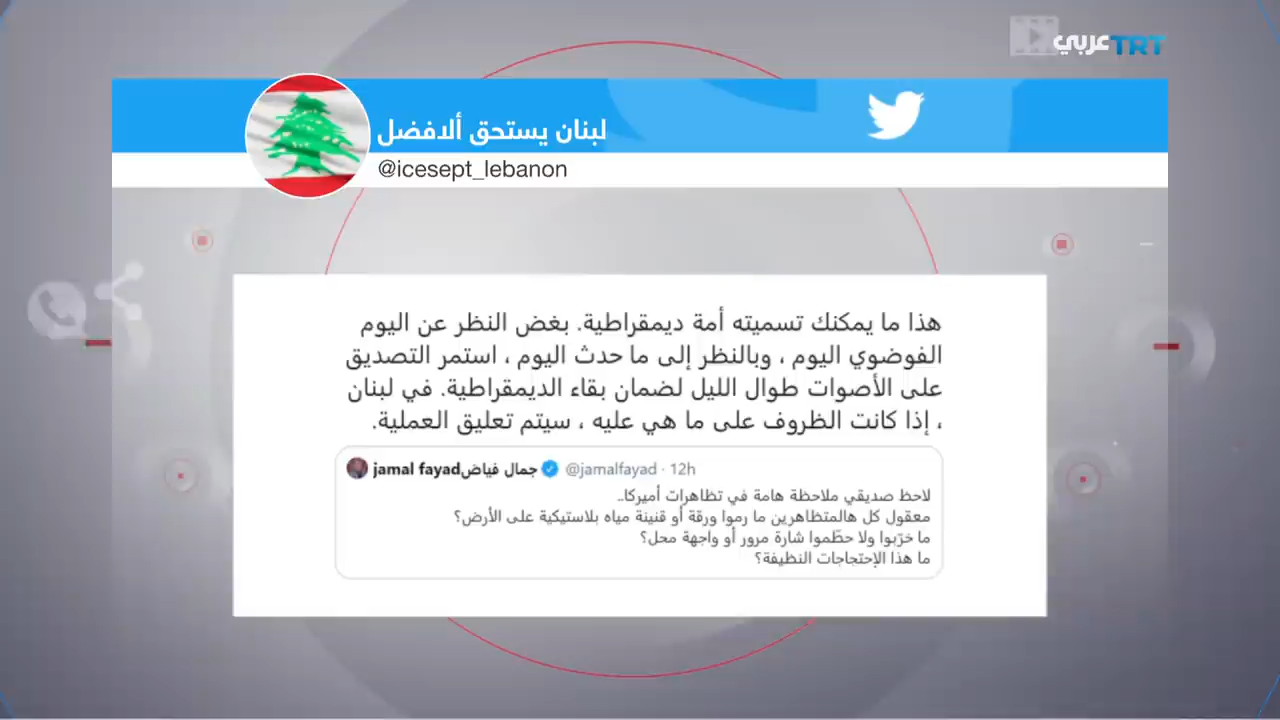 TRT عربي
لبنان يستحق ألافضل
@icesept_lebanon
هذا ما يمكنك تسميته أمة ديمقراطية. بغض النظر عن اليوم
الفوضوي اليوم ، وبالنظر إلى ما حدث اليوم ، استمر التصديق
على الأصوات طوال الليل لضمان بقاء الديمقراطية. في لبنان
، إذا كانت الظروف على ما هي عليه ، سيتم تعليق العملية.
jamal fayadجمال فياض @jamalfayad · 12h
لاحظ صديقي ملاحظة هامة في تظاهرات أميركا..
معقول كل هالمتظاهرين ما رموا ورقة أو قنينة مياه بلاستيكية على الأرض؟
ما خرّبوا ولا حطّموا شارة مرور أو واجهة محل؟
ما هذا الإحتجاجات النظيفة؟